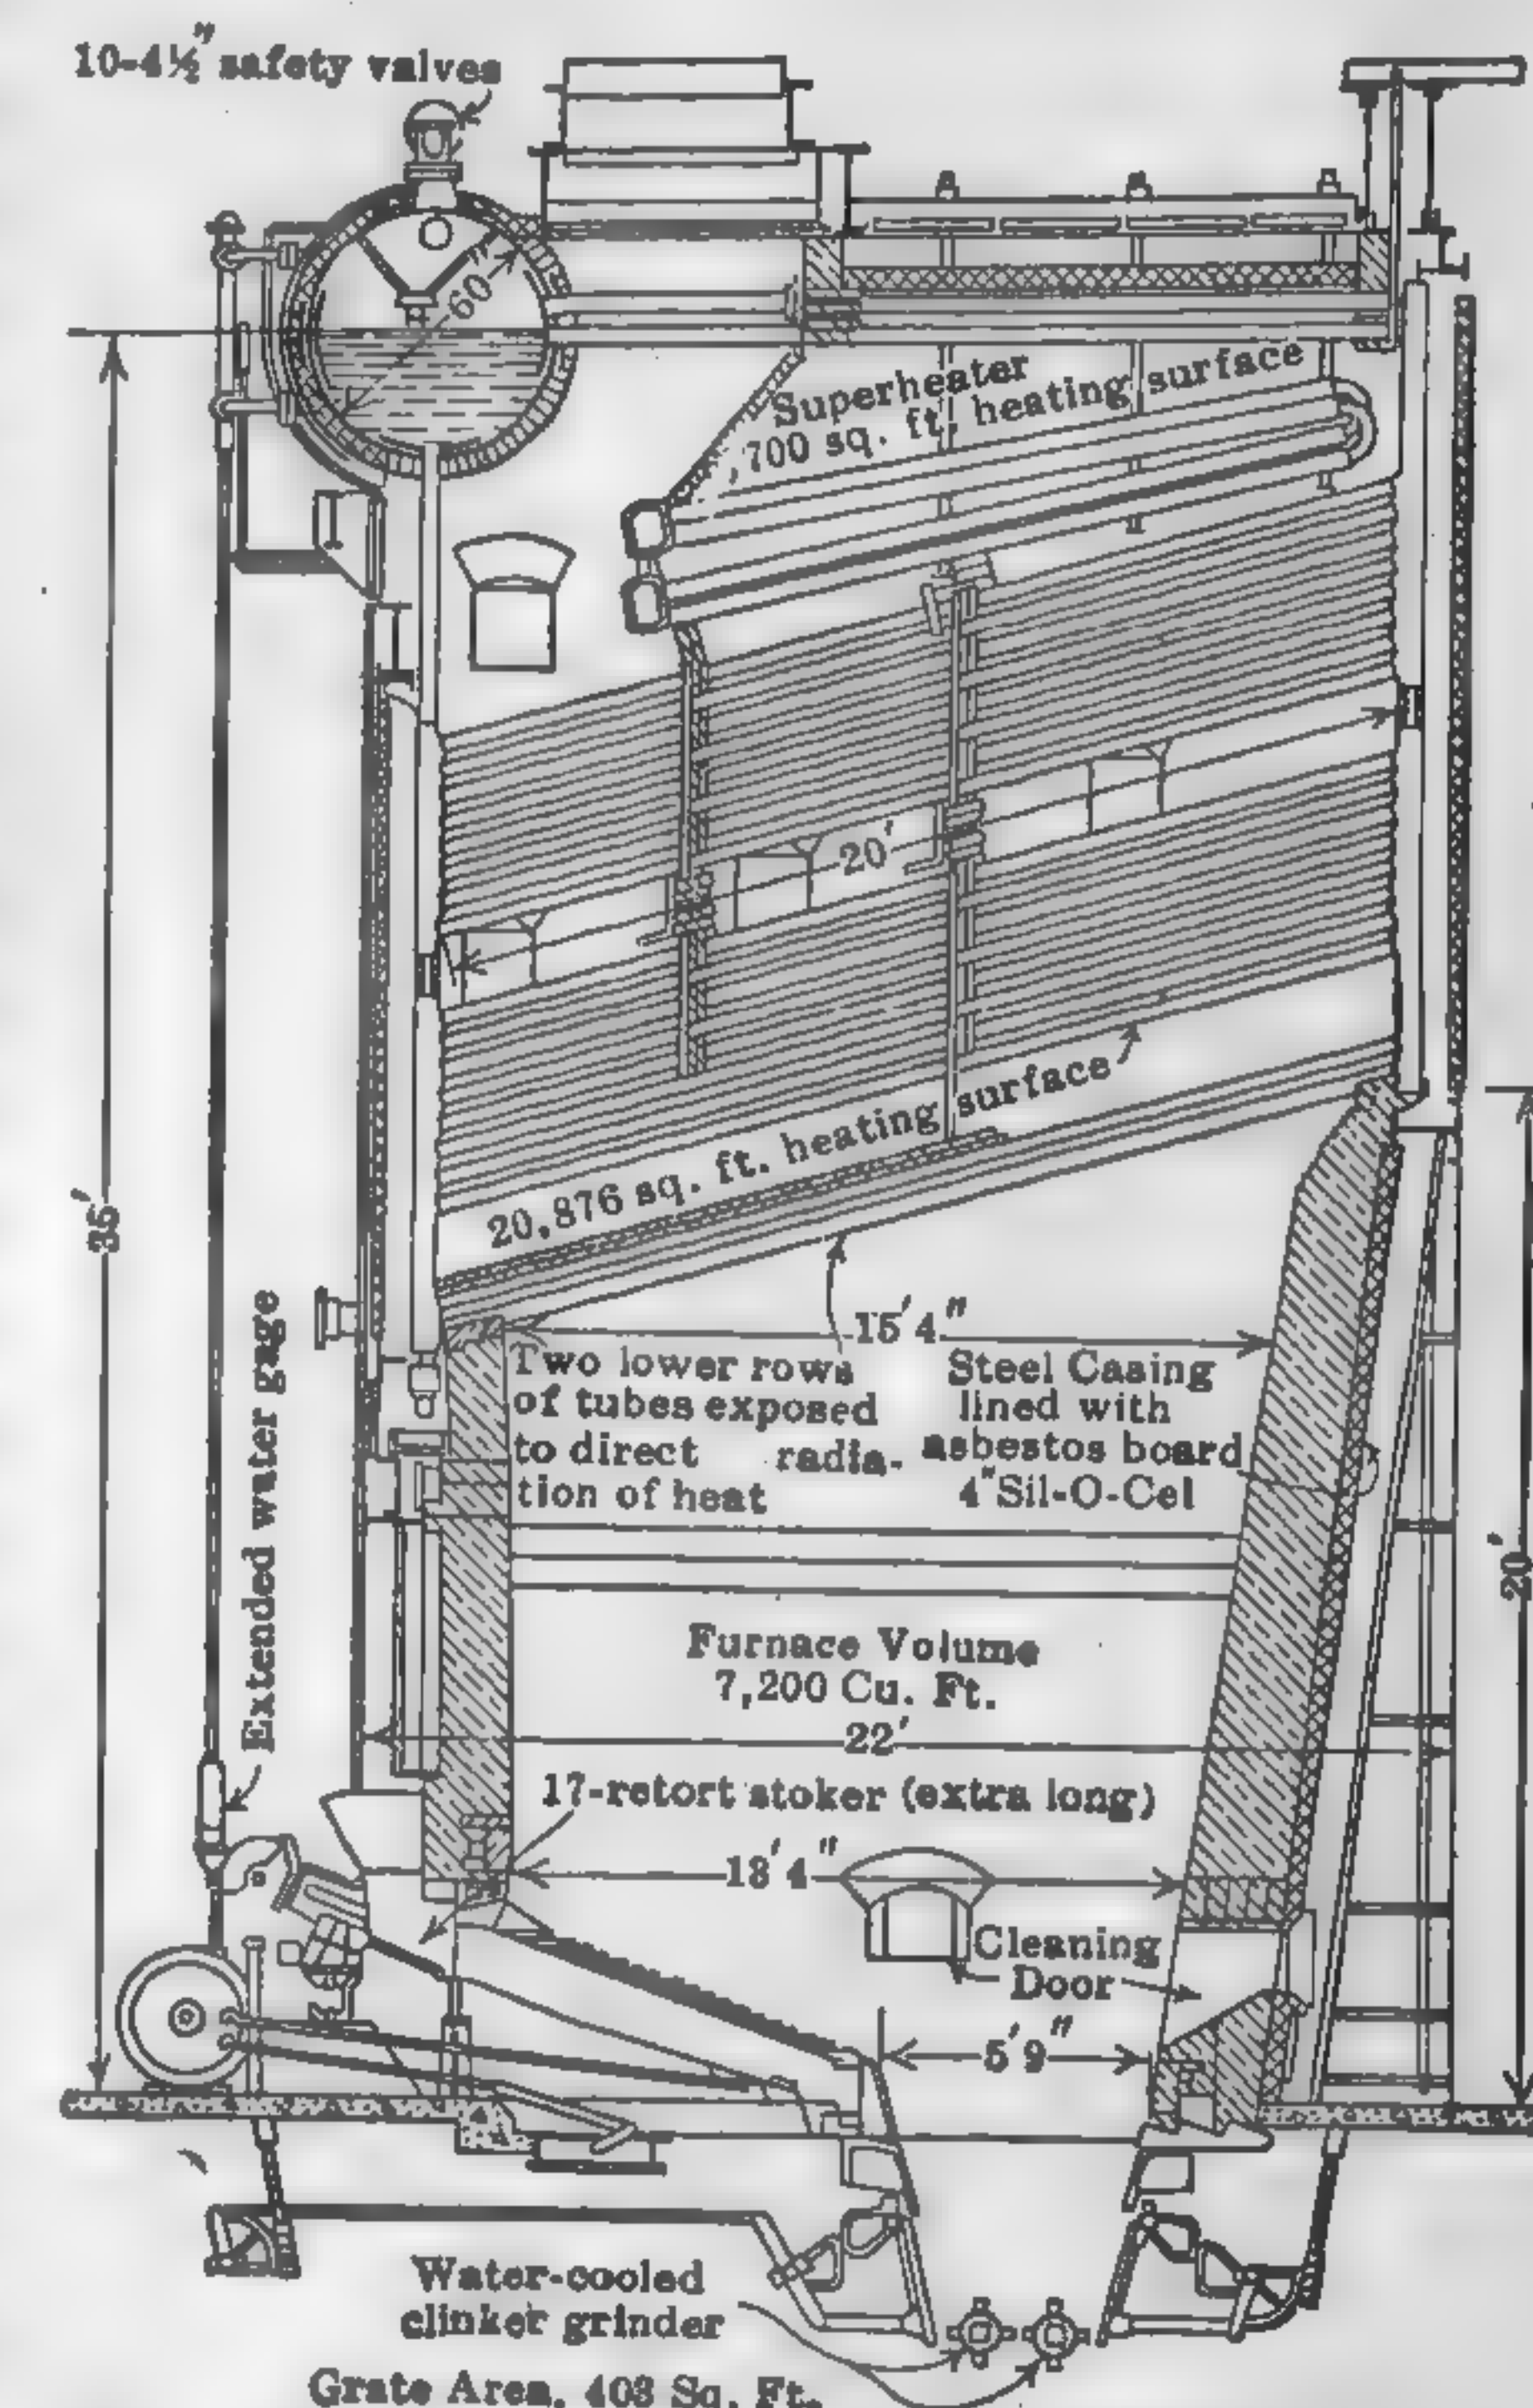 10-4½" safety valves
60"
Superheater
,700 sq. ft. heating surface
20'
20,876 sq. ft. heating surface
35'
15'4"
Two lower rows
of tubes exposed
to direct radia-
tion of heat
Steel Casing
lined with
asbestos board
4"Sil-O-Cel
Extended water gage
20'
Furnace Volume
7,200 Cu. Ft.
22'
17-retort stoker (extra long)
13'4"
Cleaning
Door
5'9"
Water-cooled
clinker grinder
Grate Area, 403 Sq. Ft.